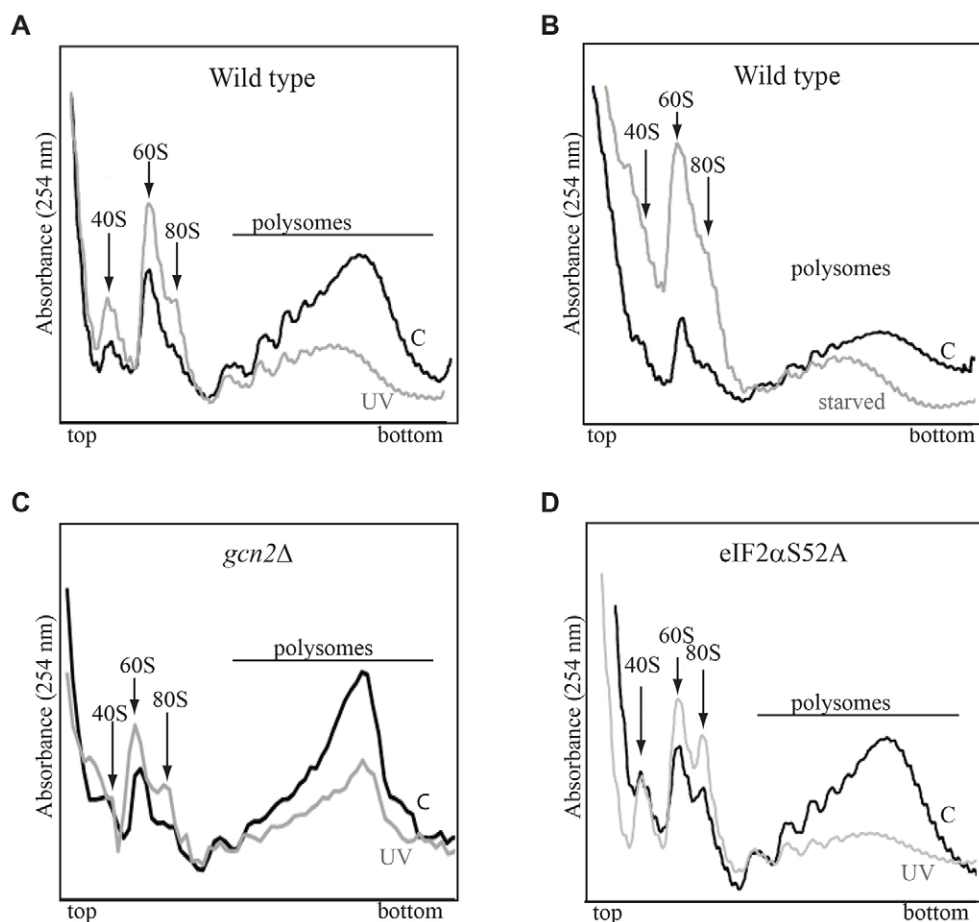 A
Wild type
60S
40S
80S
polysomes
C
UV
Absorbance (254 nm)
top bottom
B
Wild type
60S
40S
80S
polysomes
C
starved
Absorbance (254 nm)
top bottom
C
gcn2Δ
polysomes
60S
40S
80S
C
UV
Absorbance (254 nm)
top bottom
D
eIF2αS52A
60S
40S
80S
polysomes
C
UV
Absorbance (254 nm)
top bottom